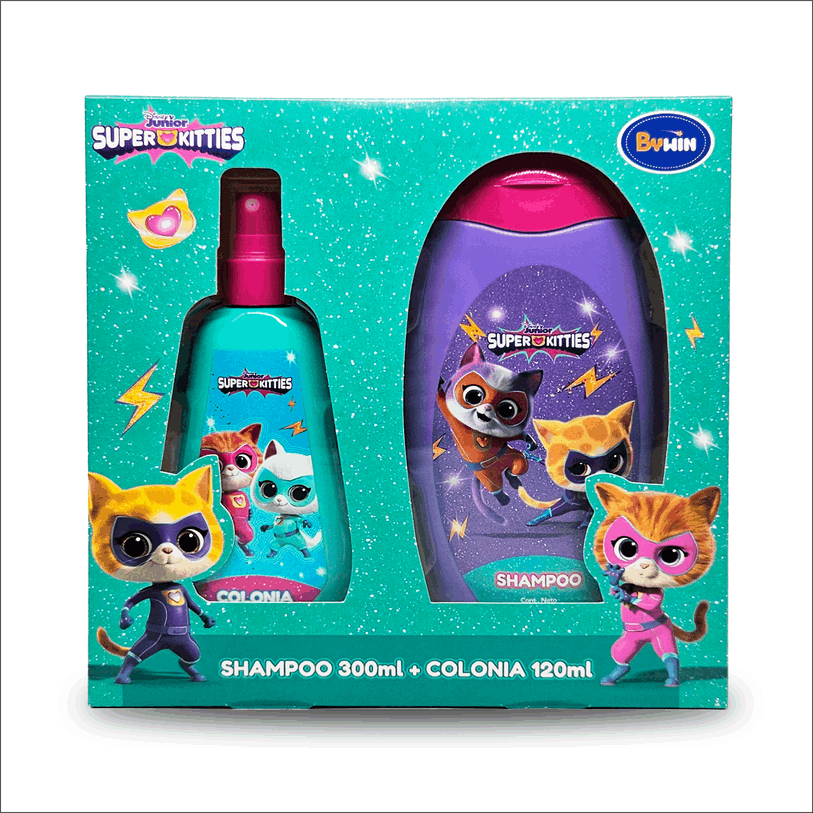 Disney Junior
SUPER KITTIES
BYWIN
Junior
SUPER KITTIES
COLONIA
Disney Junior
SUPER KITTIES
SHAMPOO
Cont. Neto
SHAMPOO 300ml + COLONIA 120ml